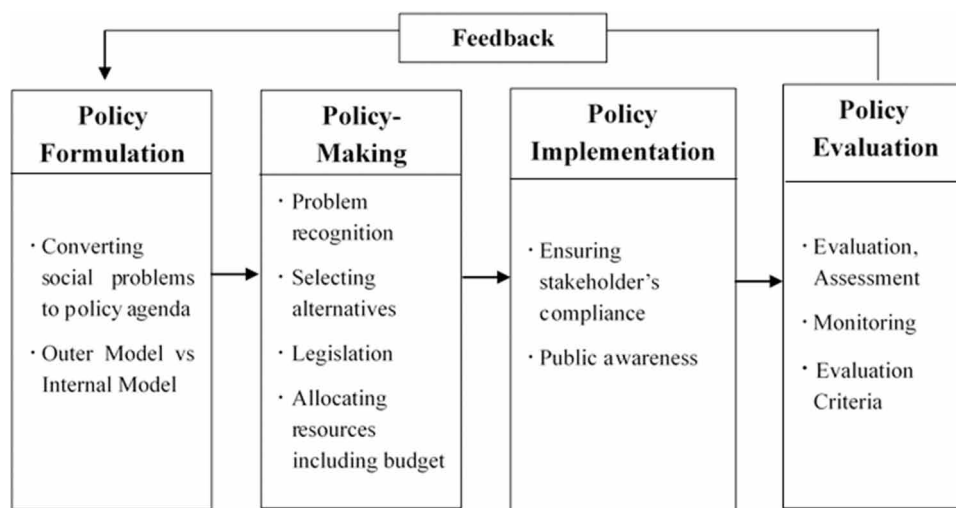 Feedback
Policy
Formulation
· Converting
social problems
to policy agenda
· Outer Model vs
Internal Model
Policy-
Making
· Problem
recognition
· Selecting
alternatives
· Legislation
· Allocating
resources
including budget
Policy
Implementation
· Ensuring
stakeholder's
compliance
· Public awareness
Policy
Evaluation
· Evaluation,
Assessment
· Monitoring
· Evaluation
Criteria